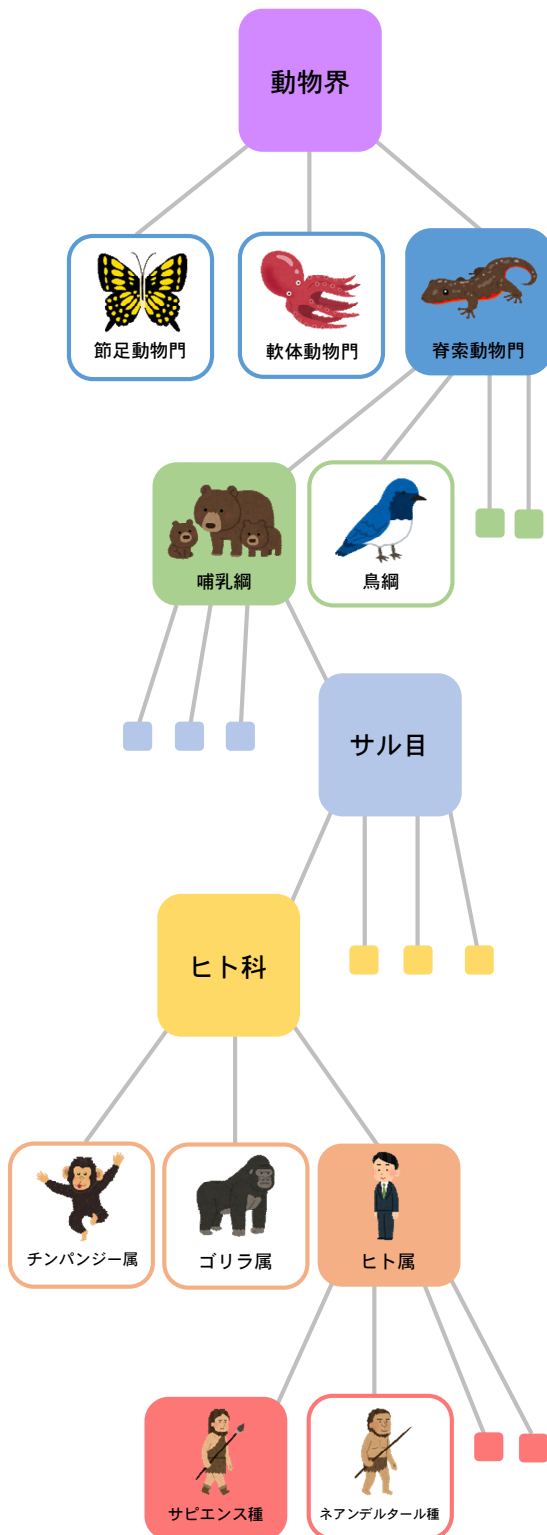 動物界
節足動物門
軟体動物門
脊索動物門
哺乳綱
鳥綱
サル目
ヒト科
チンパンジー属
ゴリラ属
ヒト属
サピエンス種
ネアンデルタール種